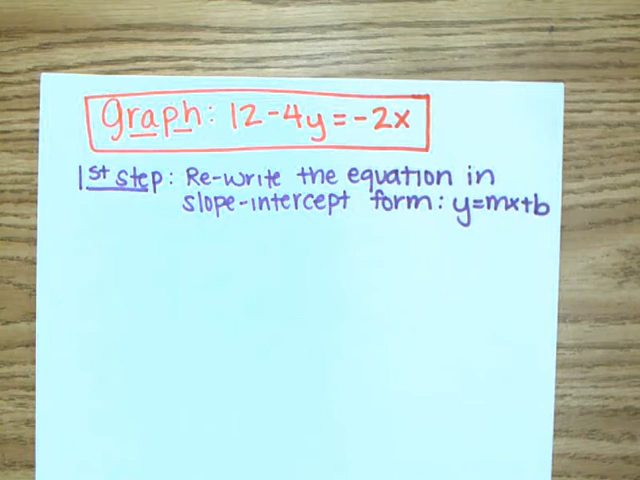 graph: 12-4y=-2x
1st step: Re-write the equation in
slope-intercept form: y=mx+b